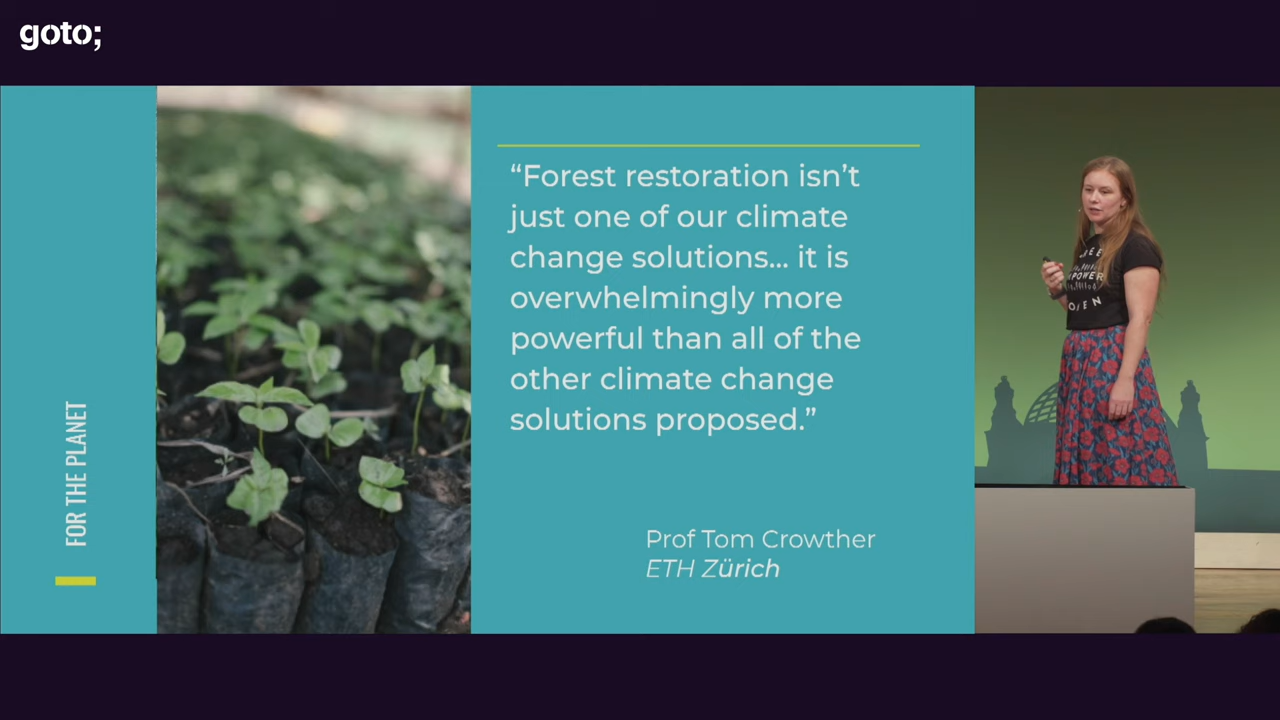 goto;
FOR THE PLANET
“Forest restoration isn’t
just one of our climate
change solutions... it is
overwhelmingly more
powerful than all of the
other climate change
solutions proposed.”
Prof Tom Crowther
ETH Zürich
POWER